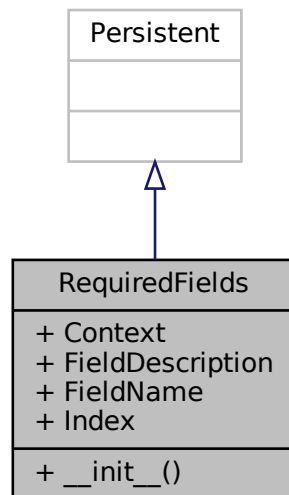 Persistent
RequiredFields
+ Context
+ FieldDescription
+ FieldName
+ Index
+ __init__()